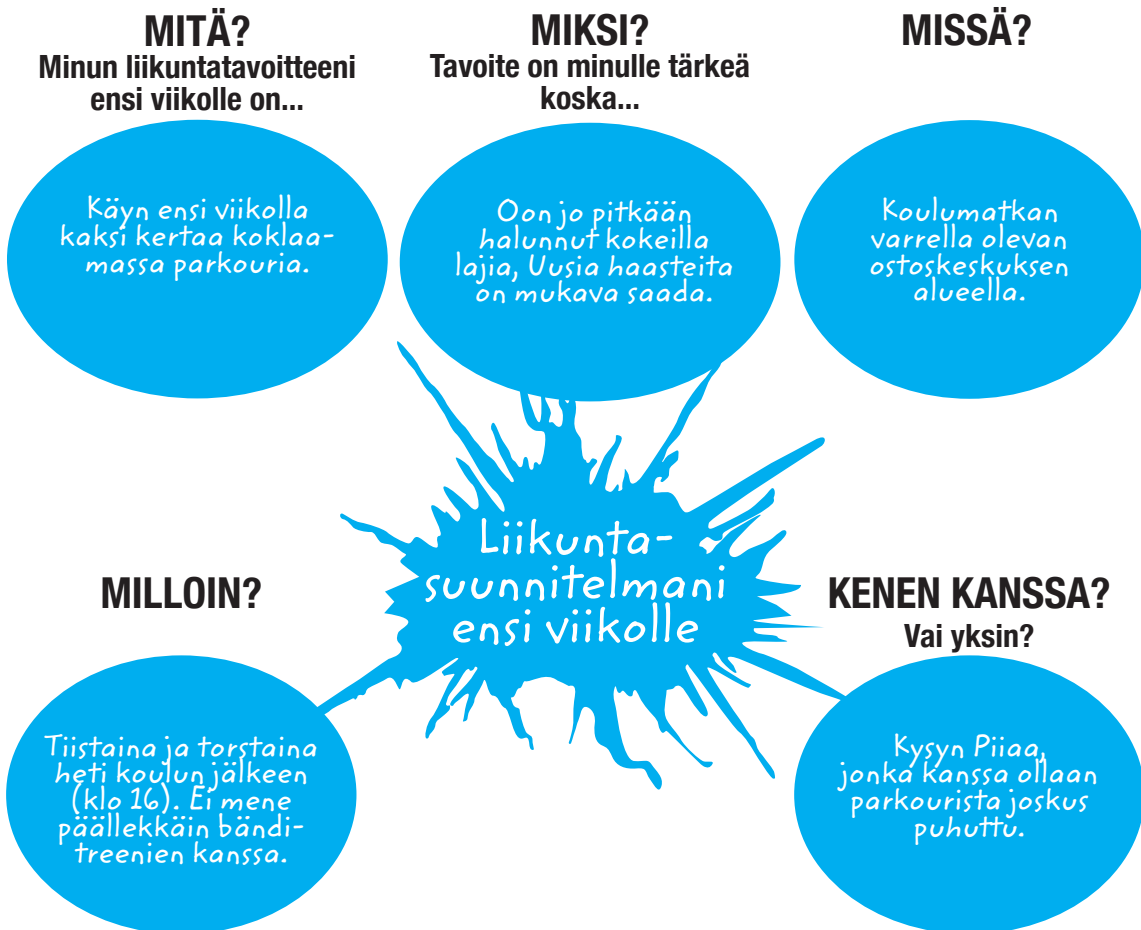 MITÄ?
Minun liikuntatavoitteeni
ensi viikolle on...
Käyn ensi viikolla
kaksi kertaa koklaa-
massa parkouria.
MIKSI?
Tavoite on minulle tärkeä
koska...
Oon jo pitkään
halunnut kokeilla
lajia, Uusia haasteita
on mukava saada.
MISSÄ?
Koulumatkan
varrella olevan
ostoskeskuksen
alueella.
Liikunta-
suunnitelmani
ensi viikolle
MILLOIN?
Tiistaina ja torstaina
heti koulun jälkeen
(klo 16). Ei mene
päällekkäin bändi-
treenien kanssa.
KENEN KANSSA?
Vai yksin?
Kysyn Piiaa,
jonka kanssa ollaan
parkourista joskus
puhuttu.